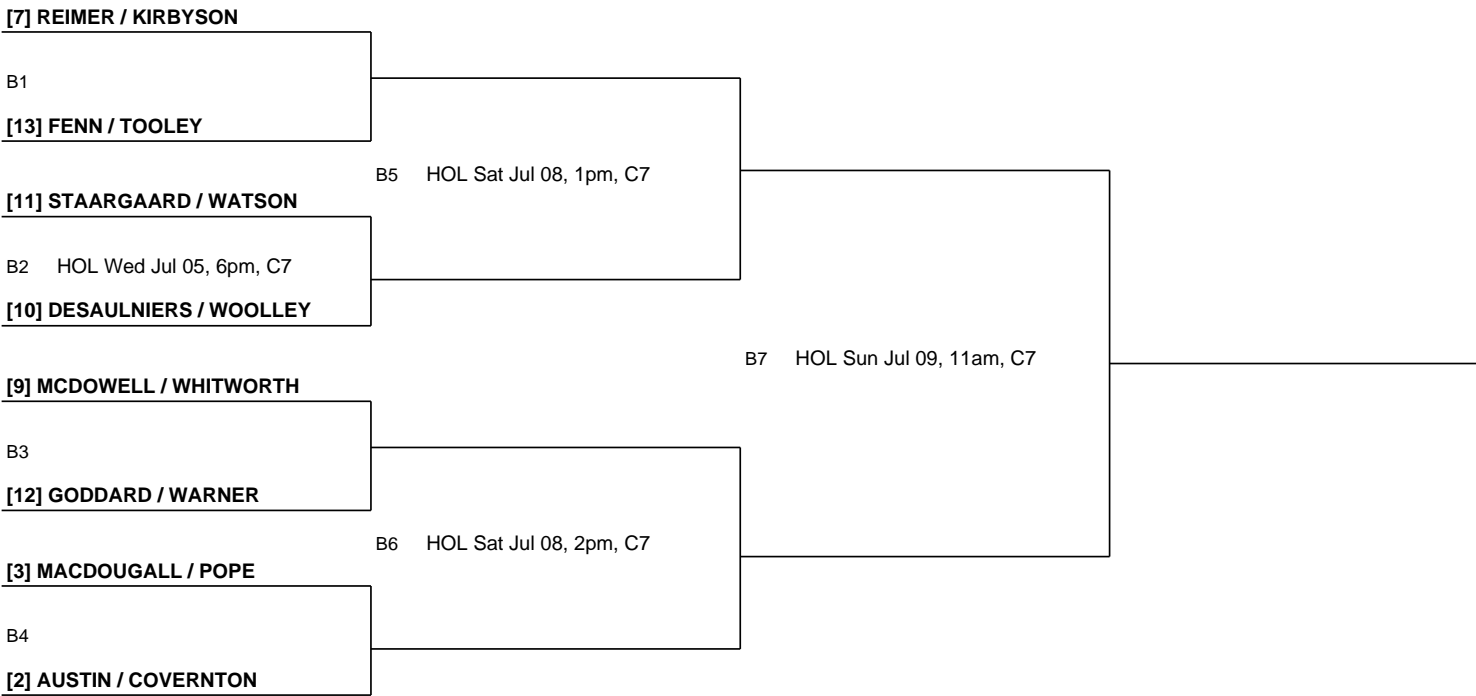 [7] REIMER / KIRBYSON
B1
[13] FENN / TOOLEY
B5 HOL Sat Jul 08, 1pm, C7
[11] STAARGAARD / WATSON
B2 HOL Wed Jul 05, 6pm, C7
[10] DESAULNIERS / WOOLLEY
B7 HOL Sun Jul 09, 11am, C7
[9] MCDOWELL / WHITWORTH
B3
[12] GODDARD / WARNER
B6 HOL Sat Jul 08, 2pm, C7
[3] MACDOUGALL / POPE
B4
[2] AUSTIN / COVERNTON